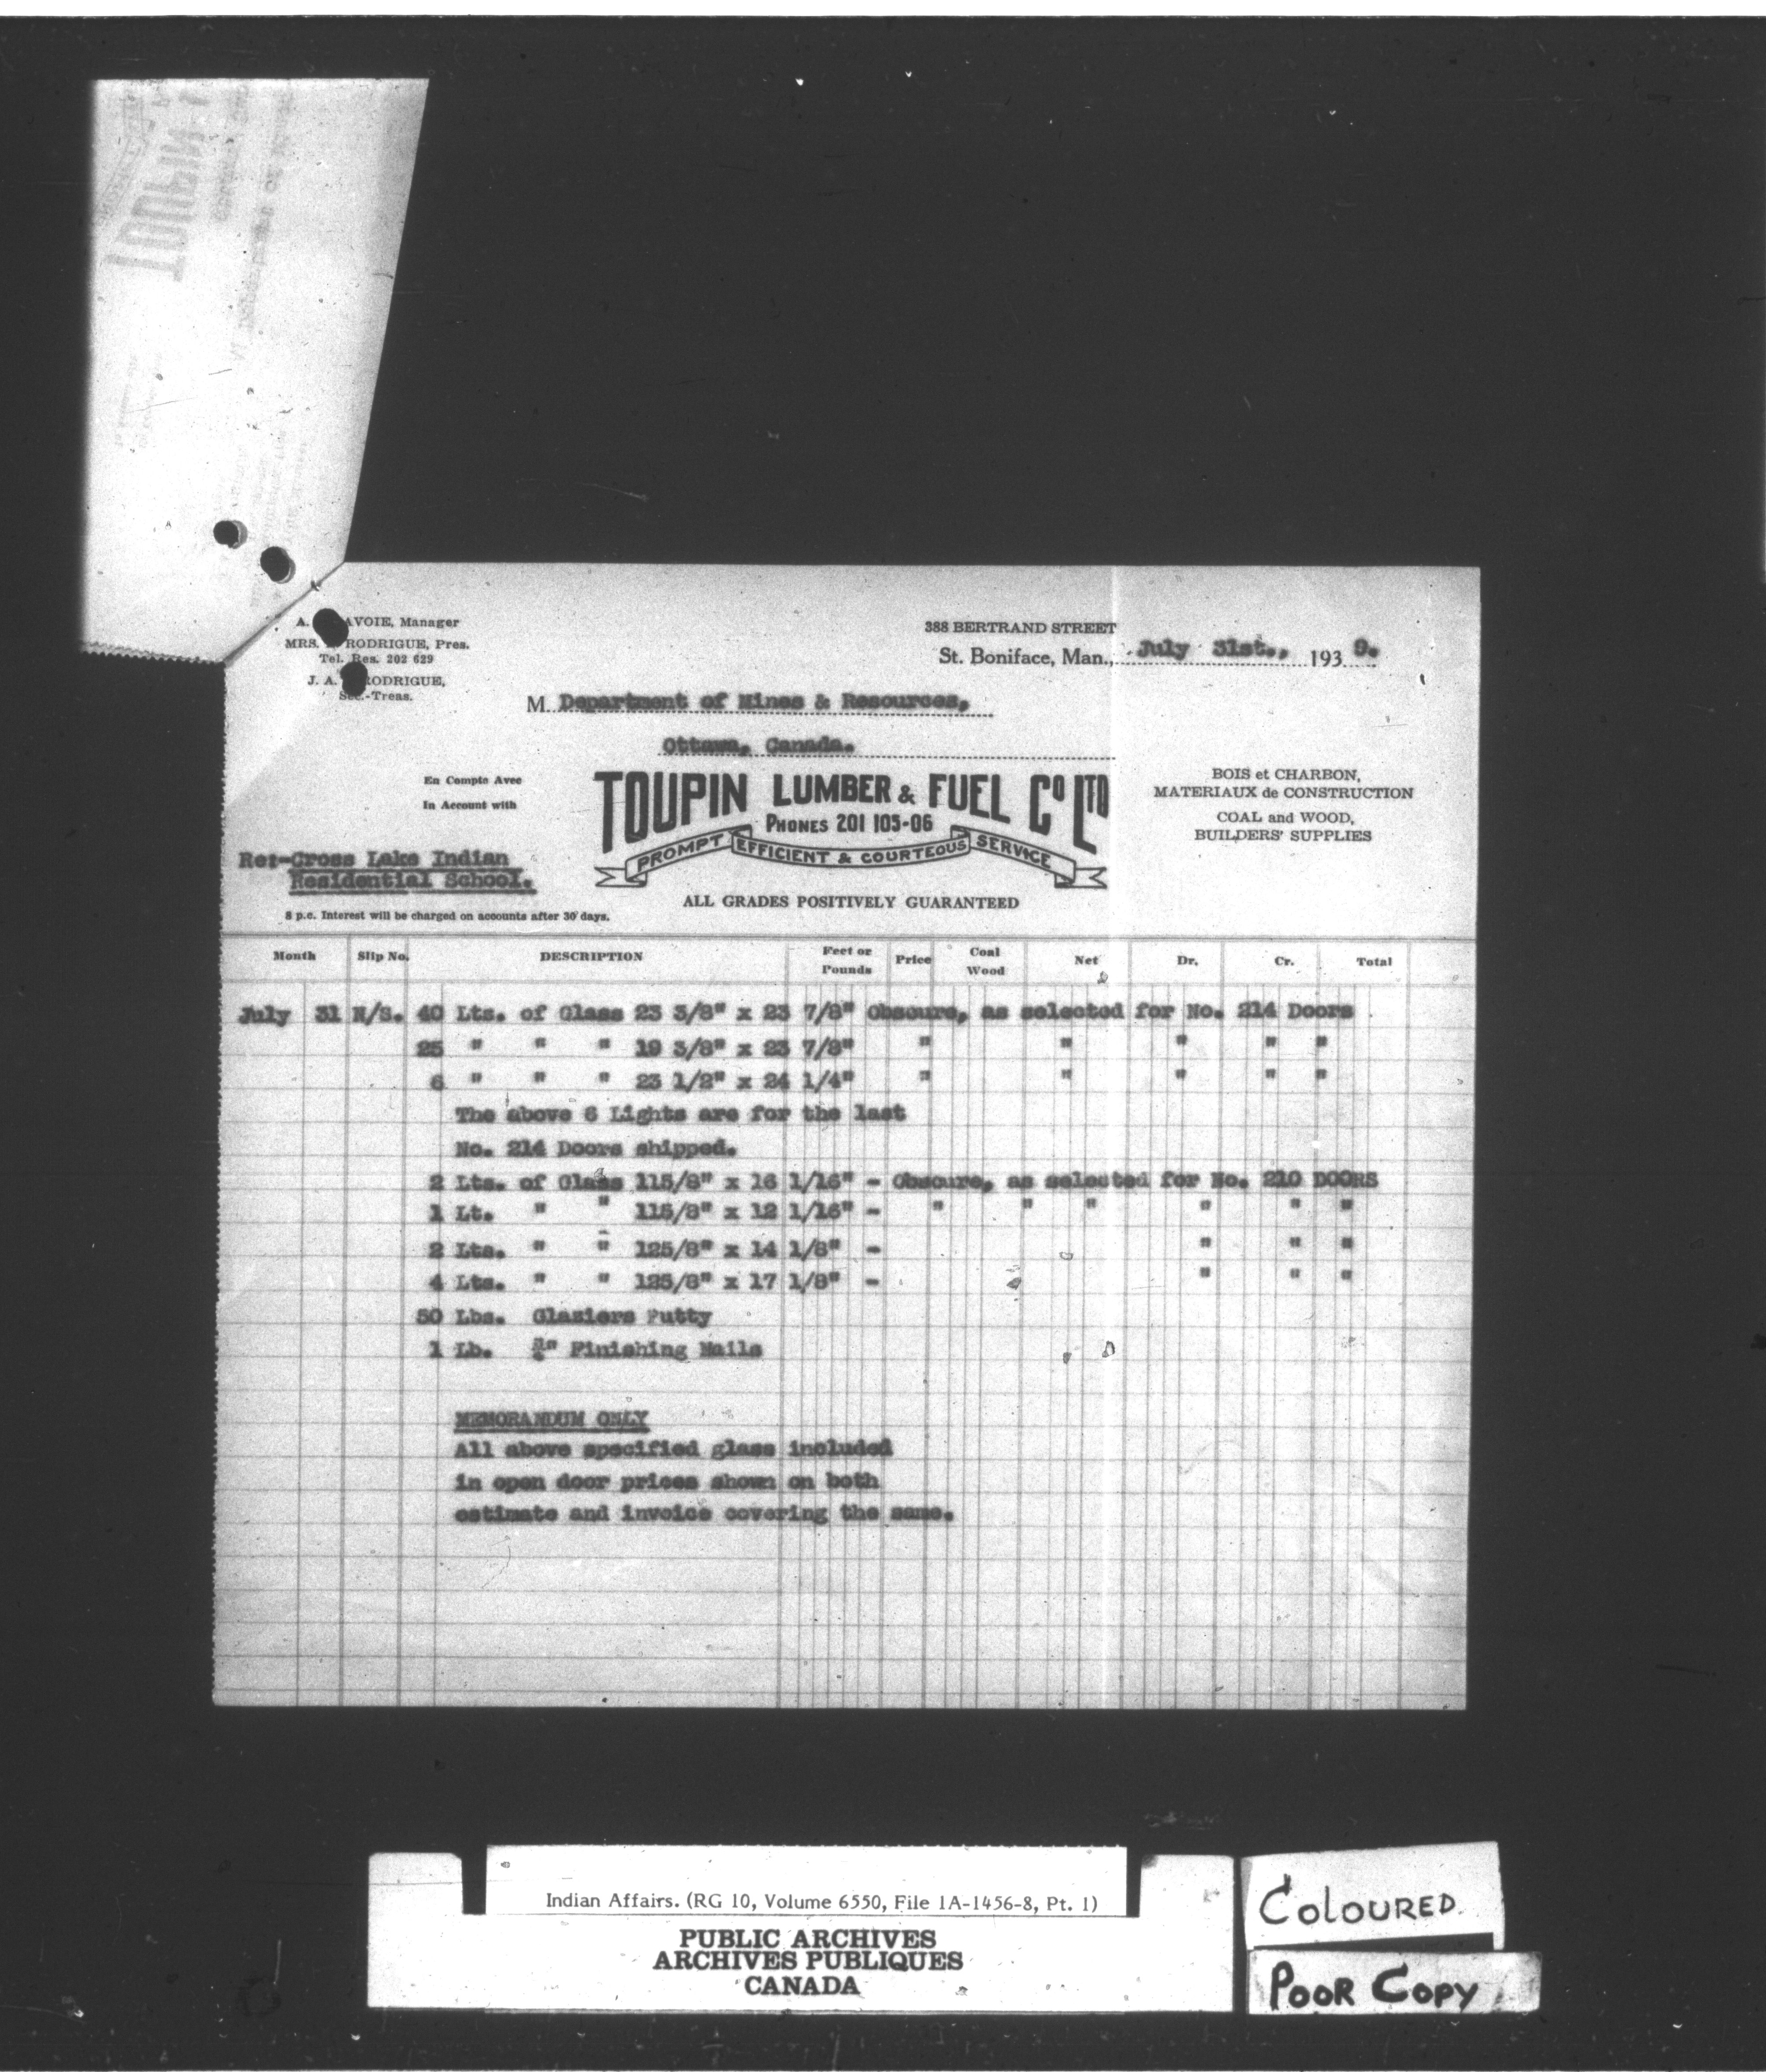 A. AVOIE, Manager
MRS. RODRIGUE, Pres.
Tel. Res. 202 629
J. A. RODRIGUE,
Sec.-Treas.
388 BERTRAND STREET
St. Boniface, Man., July 31st., 193 9.
M. Department of Mines & Resources,
Ottawa, Canada.
En Compte Avec
In Account with
TOUPIN LUMBER & FUEL CO LTD
PHONES 201 105-06
PROMPT EFFICIENT & COURTEOUS SERVICE
ALL GRADES POSITIVELY GUARANTEED
BOIS et CHARBON,
MATERIAUX de CONSTRUCTION
COAL and WOOD,
BUILDERS' SUPPLIES
Re:-Cross Lake Indian
Residential School.
8 p.c. Interest will be charged on accounts after 30 days.
Month Slip No. DESCRIPTION Feet or Pounds Price Coal Wood Net Dr. Cr. Total
July 31 N/S. 40 Lts. of Glass 23 3/8" x 23 7/8" Obscure, as selected for No. 214 Doors
25 " " " 19 3/8" x 23 7/8" " " " " "
6 " " " 23 1/2" x 24 1/4" " " " " "
The above 6 Lights are for the last
No. 214 Doors shipped.
2 Lts. of Glass 115/8" x 16 1/16" - Obscure, as selected for No. 210 DOORS
1 Lt. " " 115/8" x 12 1/16" - " " " " " "
2 Lts. " " 125/8" x 14 1/8" - " " "
4 Lts. " " 125/8" x 17 1/8" - " " "
50 Lbs. Glaziers Putty
1 Lb. Finishing Nails
MEMORANDUM ONLY
All above specified glass included
in open door prices shown on both
estimate and invoice covering the same.
Indian Affairs. (RG 10, Volume 6550, File 1A-1456-8, Pt. 1)
PUBLIC ARCHIVES
ARCHIVES PUBLIQUES
CANADA
COLOURED
POOR COPY